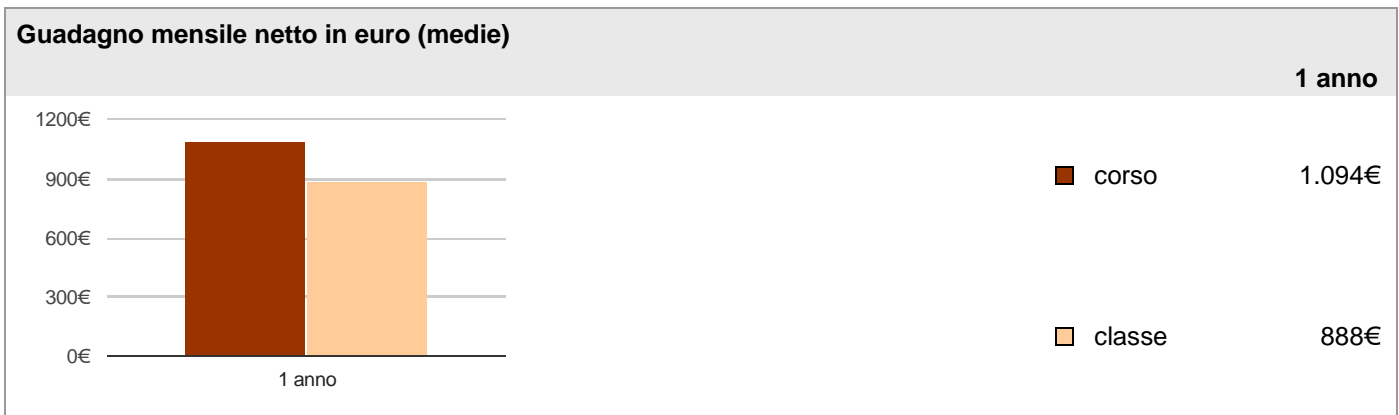 Guadagno mensile netto in euro (medie)
1 anno
1200€
900€
600€
300€
0€
1 anno
corso 1.094€
classe 888€